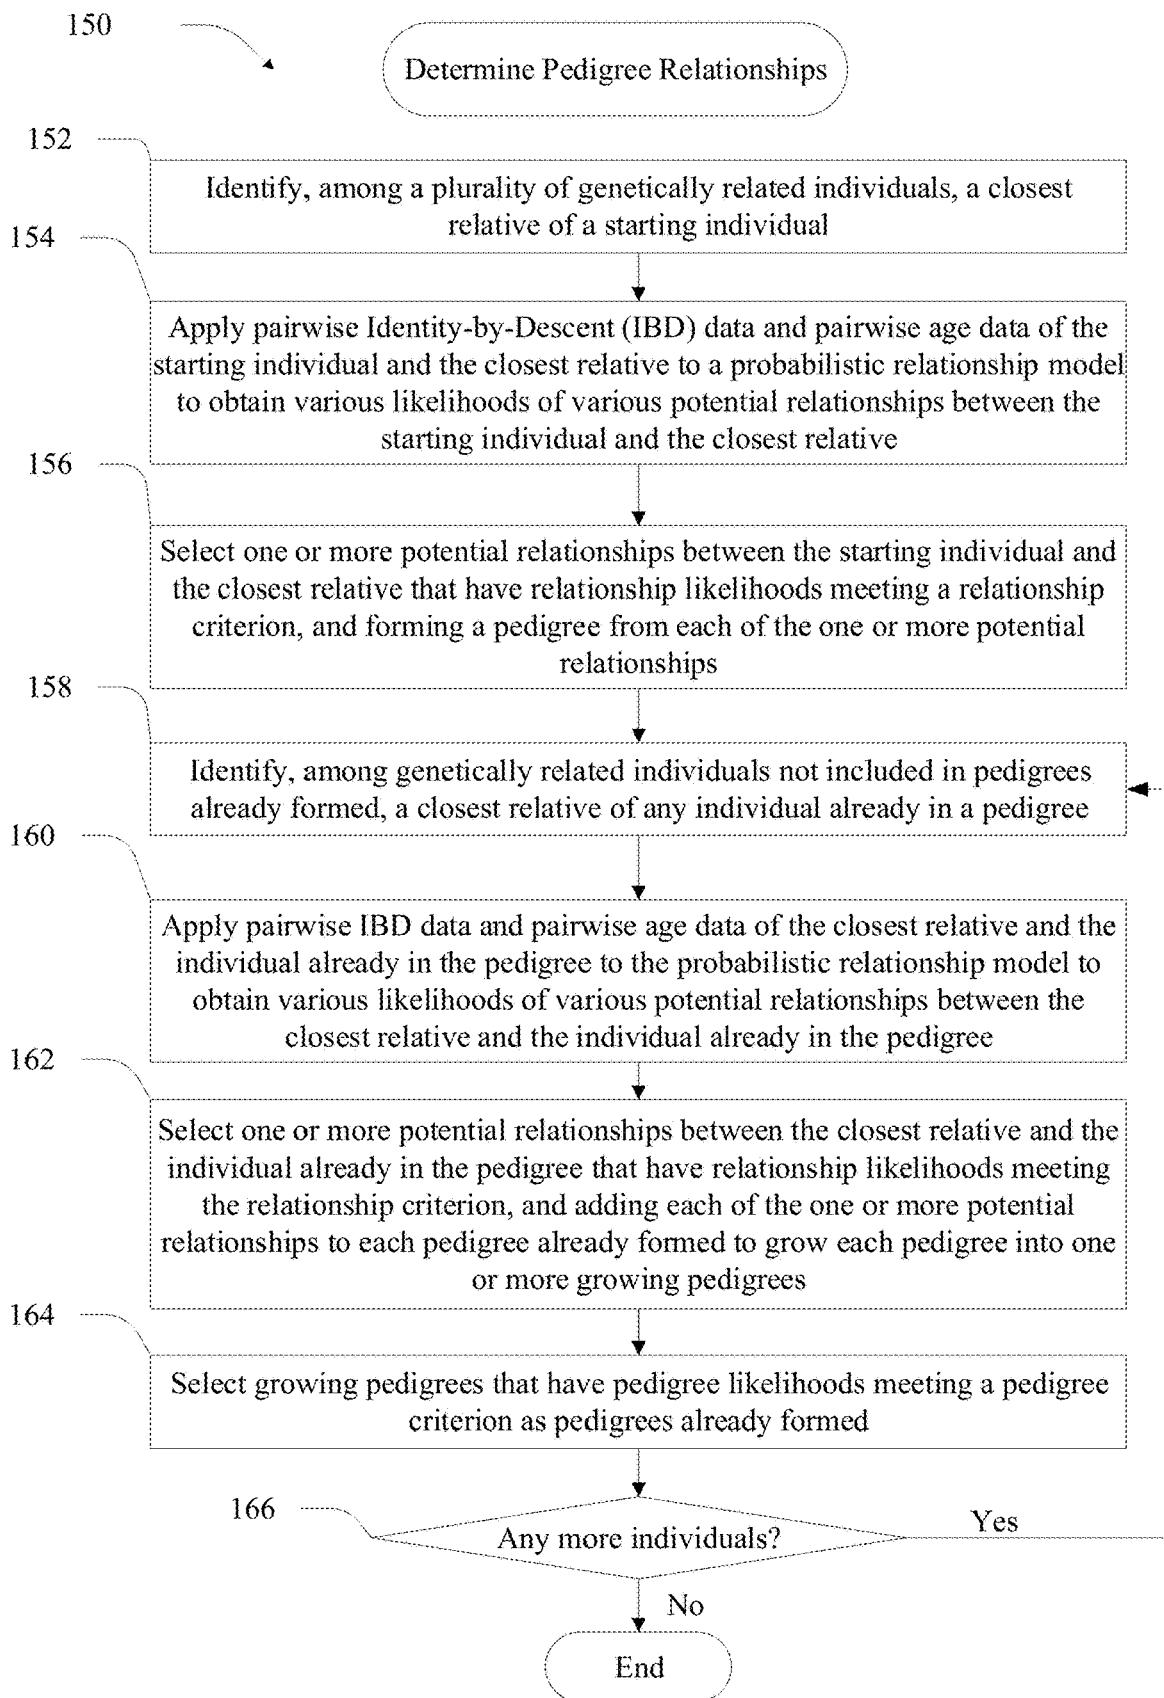 150
Determine Pedigree Relationships
152
Identify, among a plurality of genetically related individuals, a closest
relative of a starting individual
154
Apply pairwise Identity-by-Descent (IBD) data and pairwise age data of the
starting individual and the closest relative to a probabilistic relationship model
to obtain various likelihoods of various potential relationships between the
starting individual and the closest relative
156
Select one or more potential relationships between the starting individual and
the closest relative that have relationship likelihoods meeting a relationship
criterion, and forming a pedigree from each of the one or more potential
relationships
158
Identify, among genetically related individuals not included in pedigrees
already formed, a closest relative of any individual already in a pedigree
160
Apply pairwise IBD data and pairwise age data of the closest relative and the
individual already in the pedigree to the probabilistic relationship model to
obtain various likelihoods of various potential relationships between the
closest relative and the individual already in the pedigree
162
Select one or more potential relationships between the closest relative and the
individual already in the pedigree that have relationship likelihoods meeting
the relationship criterion, and adding each of the one or more potential
relationships to each pedigree already formed to grow each pedigree into one
or more growing pedigrees
164
Select growing pedigrees that have pedigree likelihoods meeting a pedigree
criterion as pedigrees already formed
166
Any more individuals?
Yes
No
End